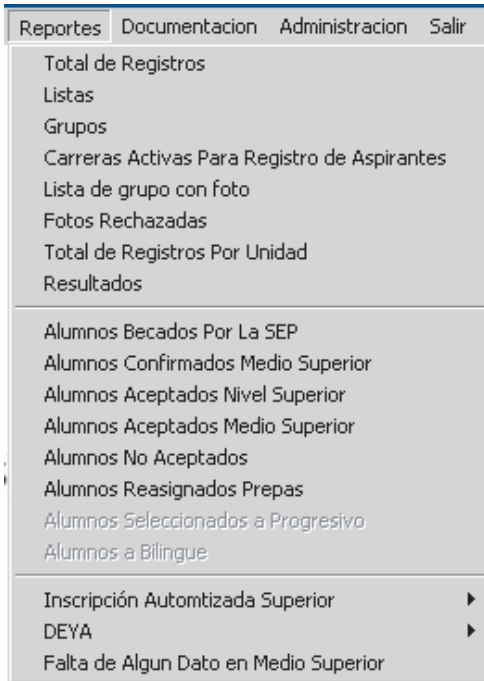 Reportes Documentacion Administracion Salir
Total de Registros
Listas
Grupos
Carreras Activas Para Registro de Aspirantes
Lista de grupo con foto
Fotos Rechazadas
Total de Registros Por Unidad
Resultados
Alumnos Becados Por La SEP
Alumnos Confirmados Medio Superior
Alumnos Aceptados Nivel Superior
Alumnos Aceptados Medio Superior
Alumnos No Aceptados
Alumnos Reasignados Prepas
Alumnos Seleccionados a Progresivo
Alumnos a Bilingue
Inscripción Automtizada Superior
DEYA
Falta de Algun Dato en Medio Superior